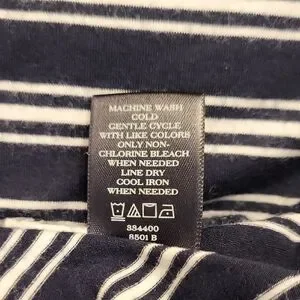 MACHINE WASH
COLD
GENTLE CYCLE
WITH LIKE COLORS
ONLY NON-
CHLORINE BLEACH
WHEN NEEDED
LINE DRY
COOL IRON
WHEN NEEDED
334400
8501 B